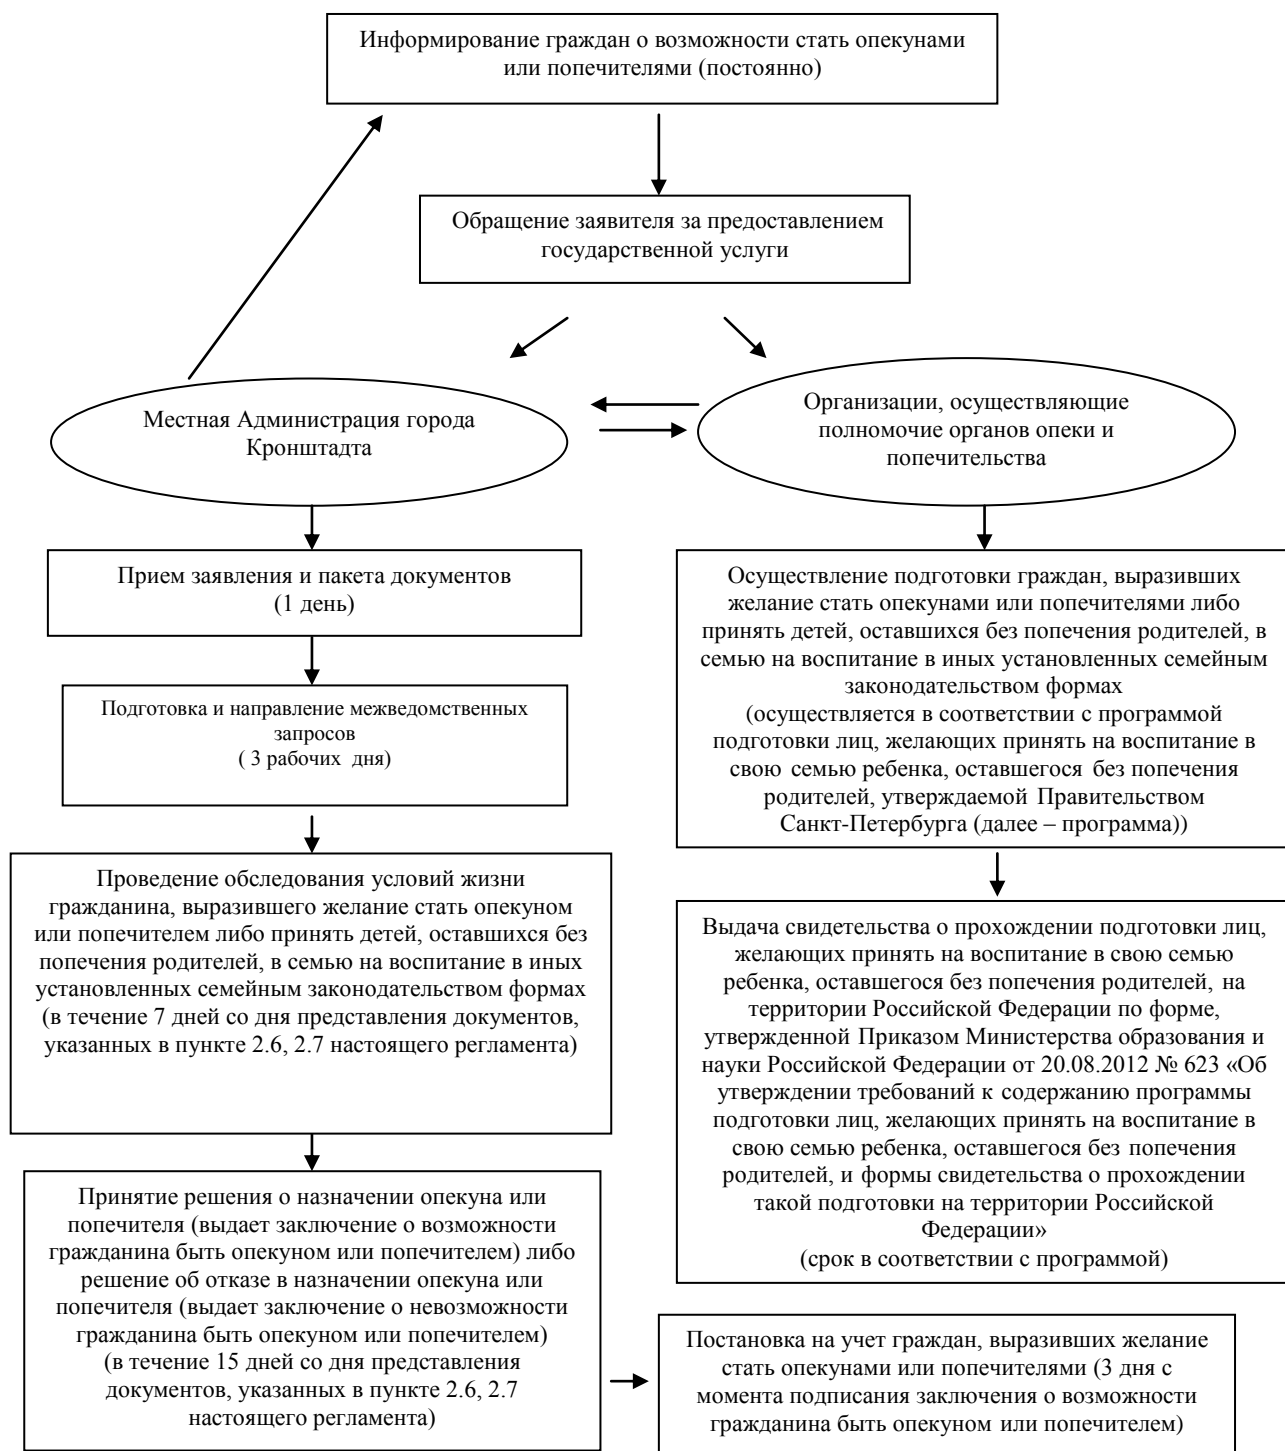 Информирование граждан о возможности стать опекунами
или попечителями (постоянно)
Обращение заявителя за предоставлением
государственной услуги
Местная Администрация города
Кронштадта
Организации, осуществляющие
полномочие органов опеки и
попечительства
Прием заявления и пакета документов
(1 день)
Подготовка и направление межведомственных
запросов
( 3 рабочих дня)
Проведение обследования условий жизни
гражданина, выразившего желание стать опекуном
или попечителем либо принять детей, оставшихся без
попечения родителей, в семью на воспитание в иных
установленных семейным законодательством формах
(в течение 7 дней со дня представления документов,
указанных в пункте 2.6, 2.7 настоящего регламента)
Принятие решения о назначении опекуна или
попечителя (выдает заключение о возможности
гражданина быть опекуном или попечителем) либо
решение об отказе в назначении опекуна или
попечителя (выдает заключение о невозможности
гражданина быть опекуном или попечителем)
(в течение 15 дней со дня представления
документов, указанных в пункте 2.6, 2.7
настоящего регламента)
Осуществление подготовки граждан, выразивших
желание стать опекунами или попечителями либо
принять детей, оставшихся без попечения родителей, в
семью на воспитание в иных установленных семейным
законодательством формах
(осуществляется в соответствии с программой
подготовки лиц, желающих принять на воспитание в
свою семью ребенка, оставшегося без попечения
родителей, утверждаемой Правительством
Санкт-Петербурга (далее – программа))
Выдача свидетельства о прохождении подготовки лиц,
желающих принять на воспитание в свою семью
ребенка, оставшегося без попечения родителей, на
территории Российской Федерации по форме,
утвержденной Приказом Министерства образования и
науки Российской Федерации от 20.08.2012 № 623 «Об
утверждении требований к содержанию программы
подготовки лиц, желающих принять на воспитание в
свою семью ребенка, оставшегося без попечения
родителей, и формы свидетельства о прохождении
такой подготовки на территории Российской
Федерации»
(срок в соответствии с программой)
Постановка на учет граждан, выразивших желание
стать опекунами или попечителями (3 дня с
момента подписания заключения о возможности
гражданина быть опекуном или попечителем)